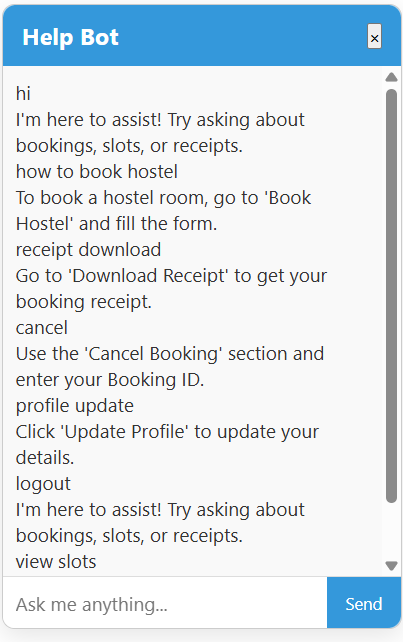 Help Bot
×
hi
I'm here to assist! Try asking about
bookings, slots, or receipts.
how to book hostel
To book a hostel room, go to 'Book
Hostel' and fill the form.
receipt download
Go to 'Download Receipt' to get your
booking receipt.
cancel
Use the 'Cancel Booking' section and
enter your Booking ID.
profile update
Click 'Update Profile' to update your
details.
logout
I'm here to assist! Try asking about
bookings, slots, or receipts.
view slots
Ask me anything...
Send